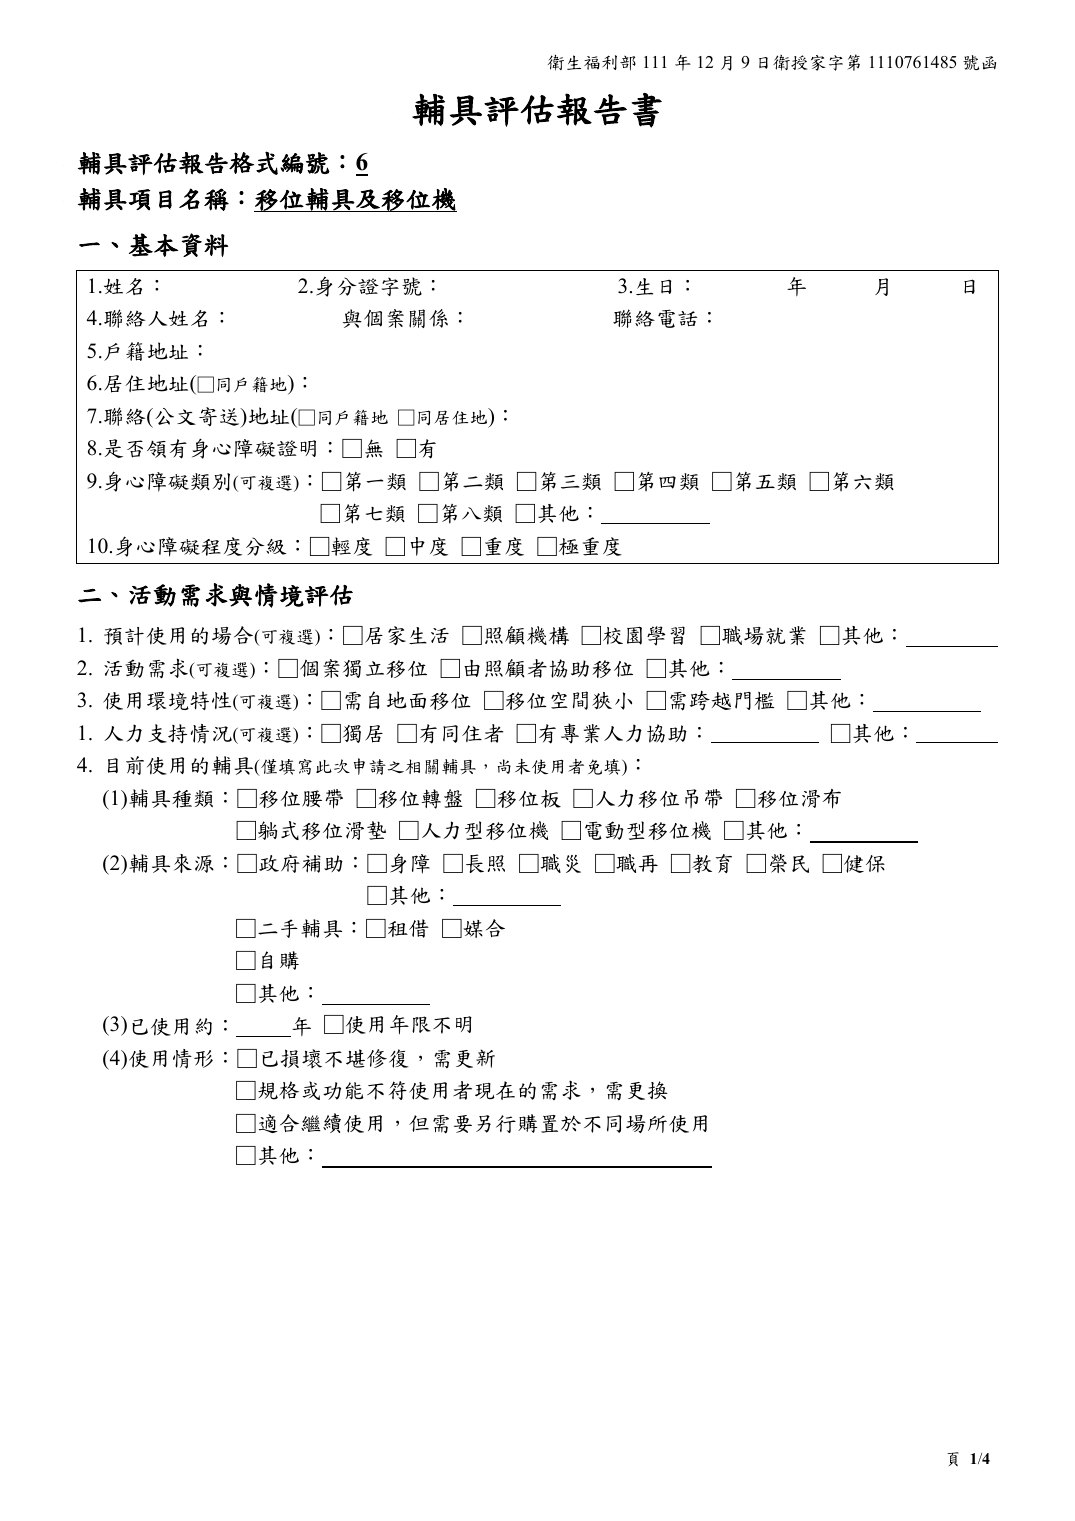 衛生福利部 111 年 12 月 9 日衛授家字第 1110761485 號函
輔具評估報告書
輔具評估報告格式編號：6
輔具項目名稱：移位輔具及移位機
一、基本資料
1.姓名： 2.身分證字號： 3.生日： 年 月 日
4.聯絡人姓名： 與個案關係： 聯絡電話：
5.戶籍地址：
6.居住地址(□同戶籍地)：
7.聯絡(公文寄送)地址(□同戶籍地 □同居住地)：
8.是否領有身心障礙證明：□無 □有
9.身心障礙類別(可複選)：□第一類 □第二類 □第三類 □第四類 □第五類 □第六類
□第七類 □第八類 □其他：__________
10.身心障礙程度分級：□輕度 □中度 □重度 □極重度
二、活動需求與情境評估
1. 預計使用的場合(可複選)：□居家生活 □照顧機構 □校園學習 □職場就業 □其他：________
2. 活動需求(可複選)：□個案獨立移位 □由照顧者協助移位 □其他：__________
3. 使用環境特性(可複選)：□需自地面移位 □移位空間狹小 □需跨越門檻 □其他：__________
1. 人力支持情況(可複選)：□獨居 □有同住者 □有專業人力協助：__________ □其他：________
4. 目前使用的輔具(僅填寫此次申請之相關輔具，尚未使用者免填)：
(1)輔具種類：□移位腰帶 □移位轉盤 □移位板 □人力移位吊帶 □移位滑布
□躺式移位滑墊 □人力型移位機 □電動型移位機 □其他：__________
(2)輔具來源：□政府補助：□身障 □長照 □職災 □職再 □教育 □榮民 □健保
□其他：__________
□二手輔具：□租借 □媒合
□自購
□其他：__________
(3)已使用約：_____年 □使用年限不明
(4)使用情形：□已損壞不堪修復，需更新
□規格或功能不符使用者現在的需求，需更換
□適合繼續使用，但需要另行購置於不同場所使用
□其他：____________________________________
頁 1/4